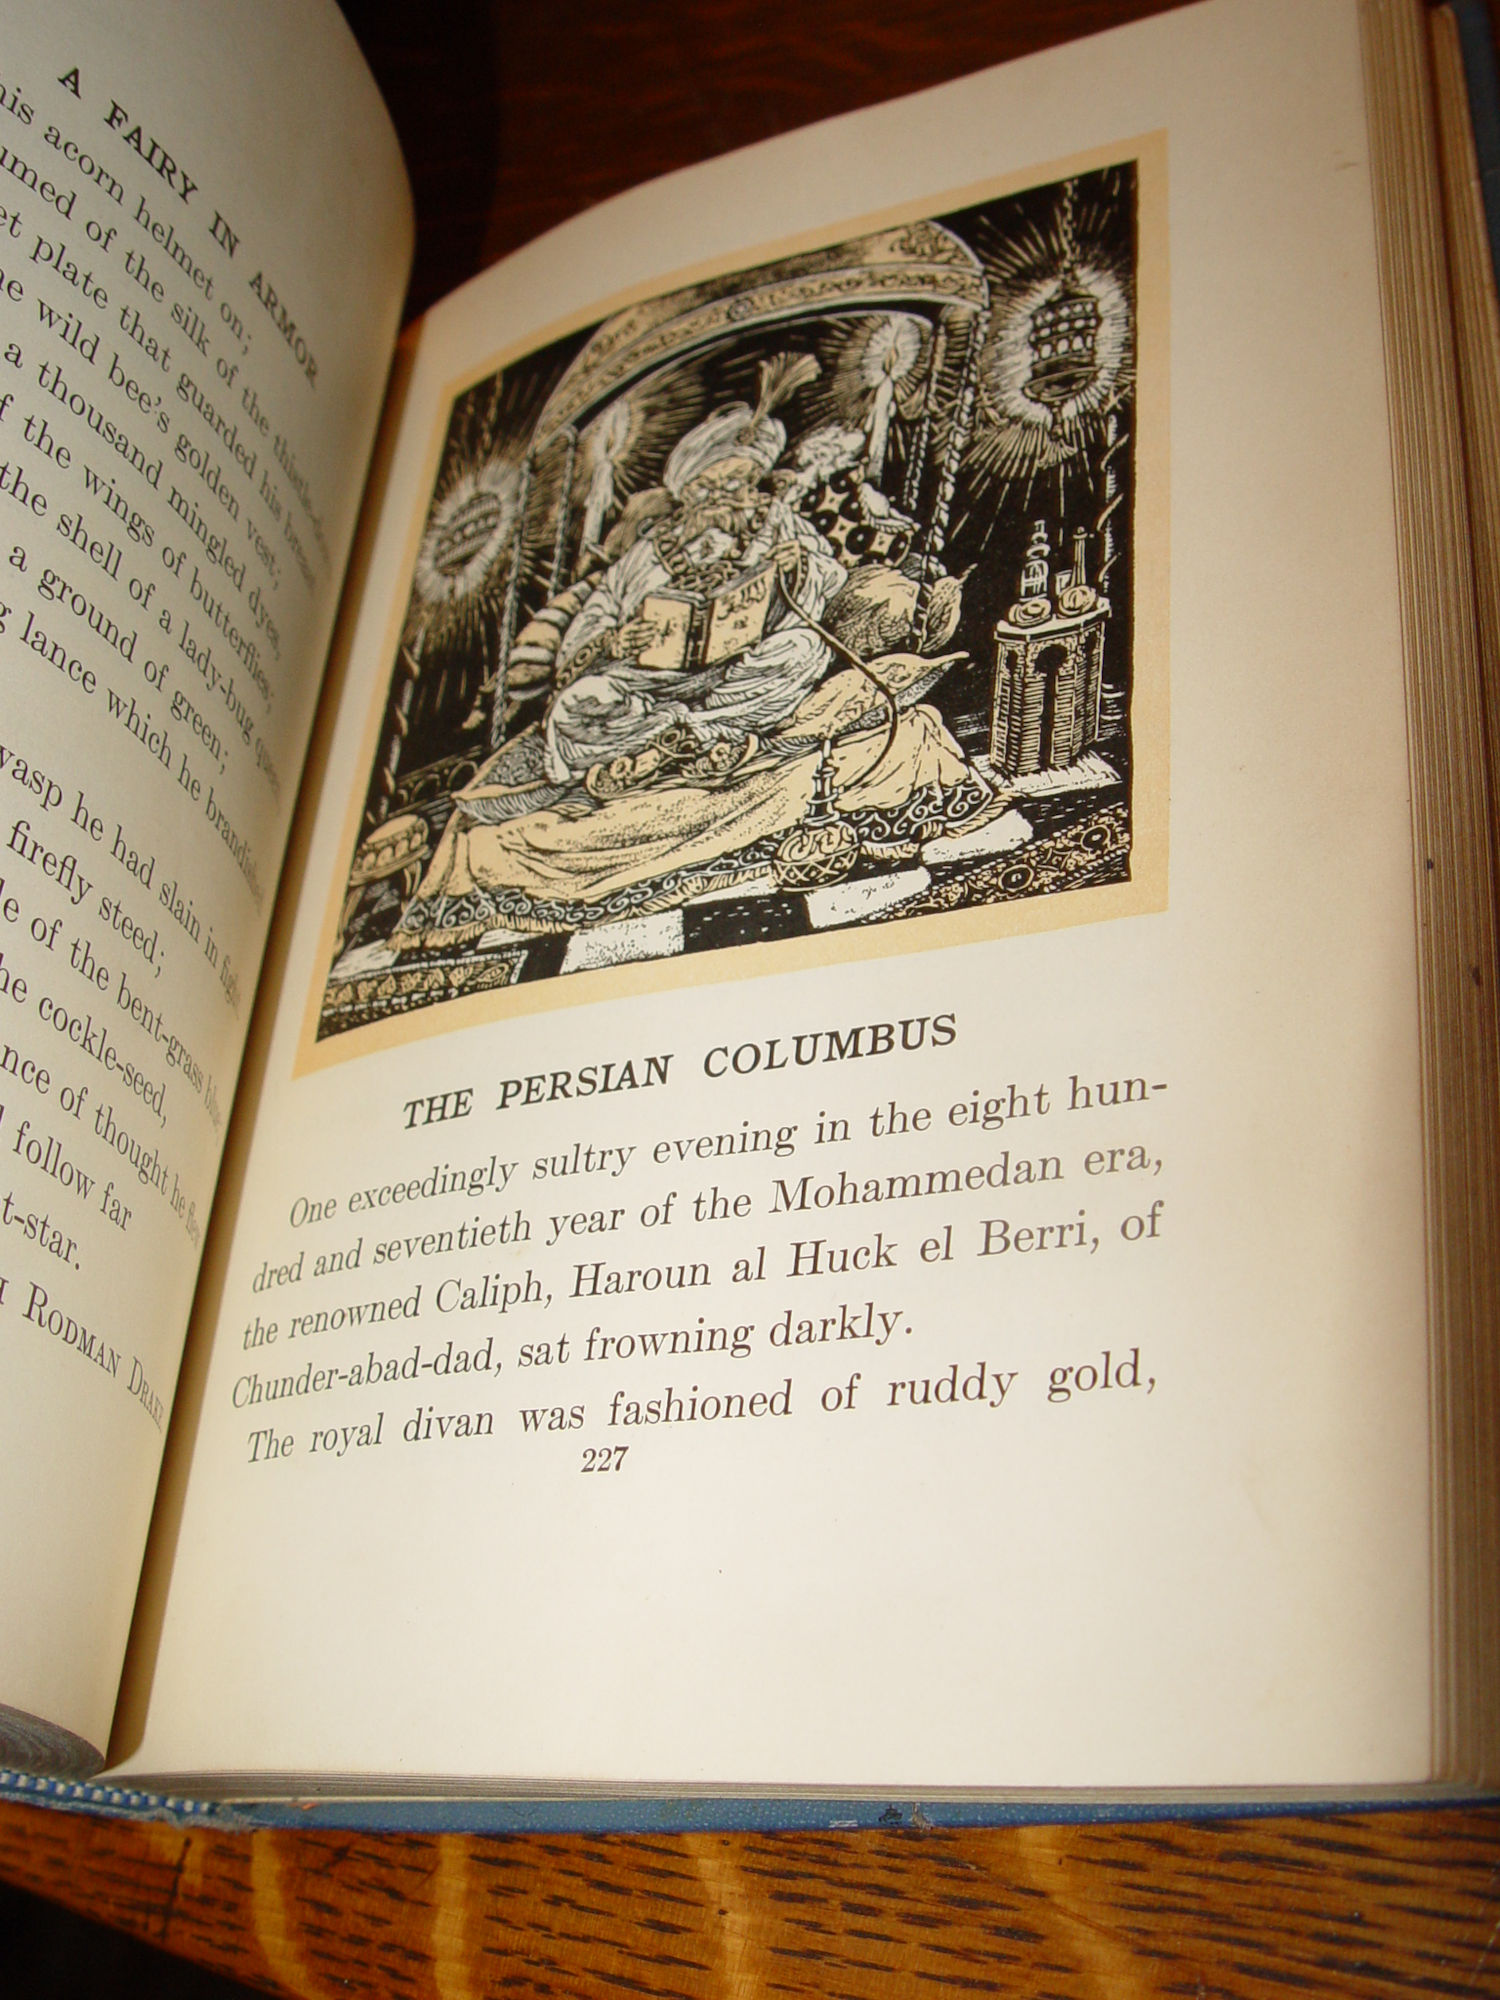 A FAIRY IN ARMOR
his acorn helmet on;
umed of the silk of the thistle-down
et plate that guarded his breast
he wild bee's golden vest;
a thousand mingled dyes,
f the wings of butterflies;
the shell of a lady-bug queen
a ground of green;
g lance which he brandished
wasp he had slain in fight
firefly steed;
de of the bent-grass blue;
he cockle-seed,
nce of thought he flew
follow far
t-star.
RODMAN DRAKE
THE PERSIAN COLUMBUS
One exceedingly sultry evening in the eight hun-
dred and seventieth year of the Mohammedan era,
the renowned Caliph, Haroun al Huck el Berri, of
Chunder-abad-dad, sat frowning darkly.
The royal divan was fashioned of ruddy gold,
227